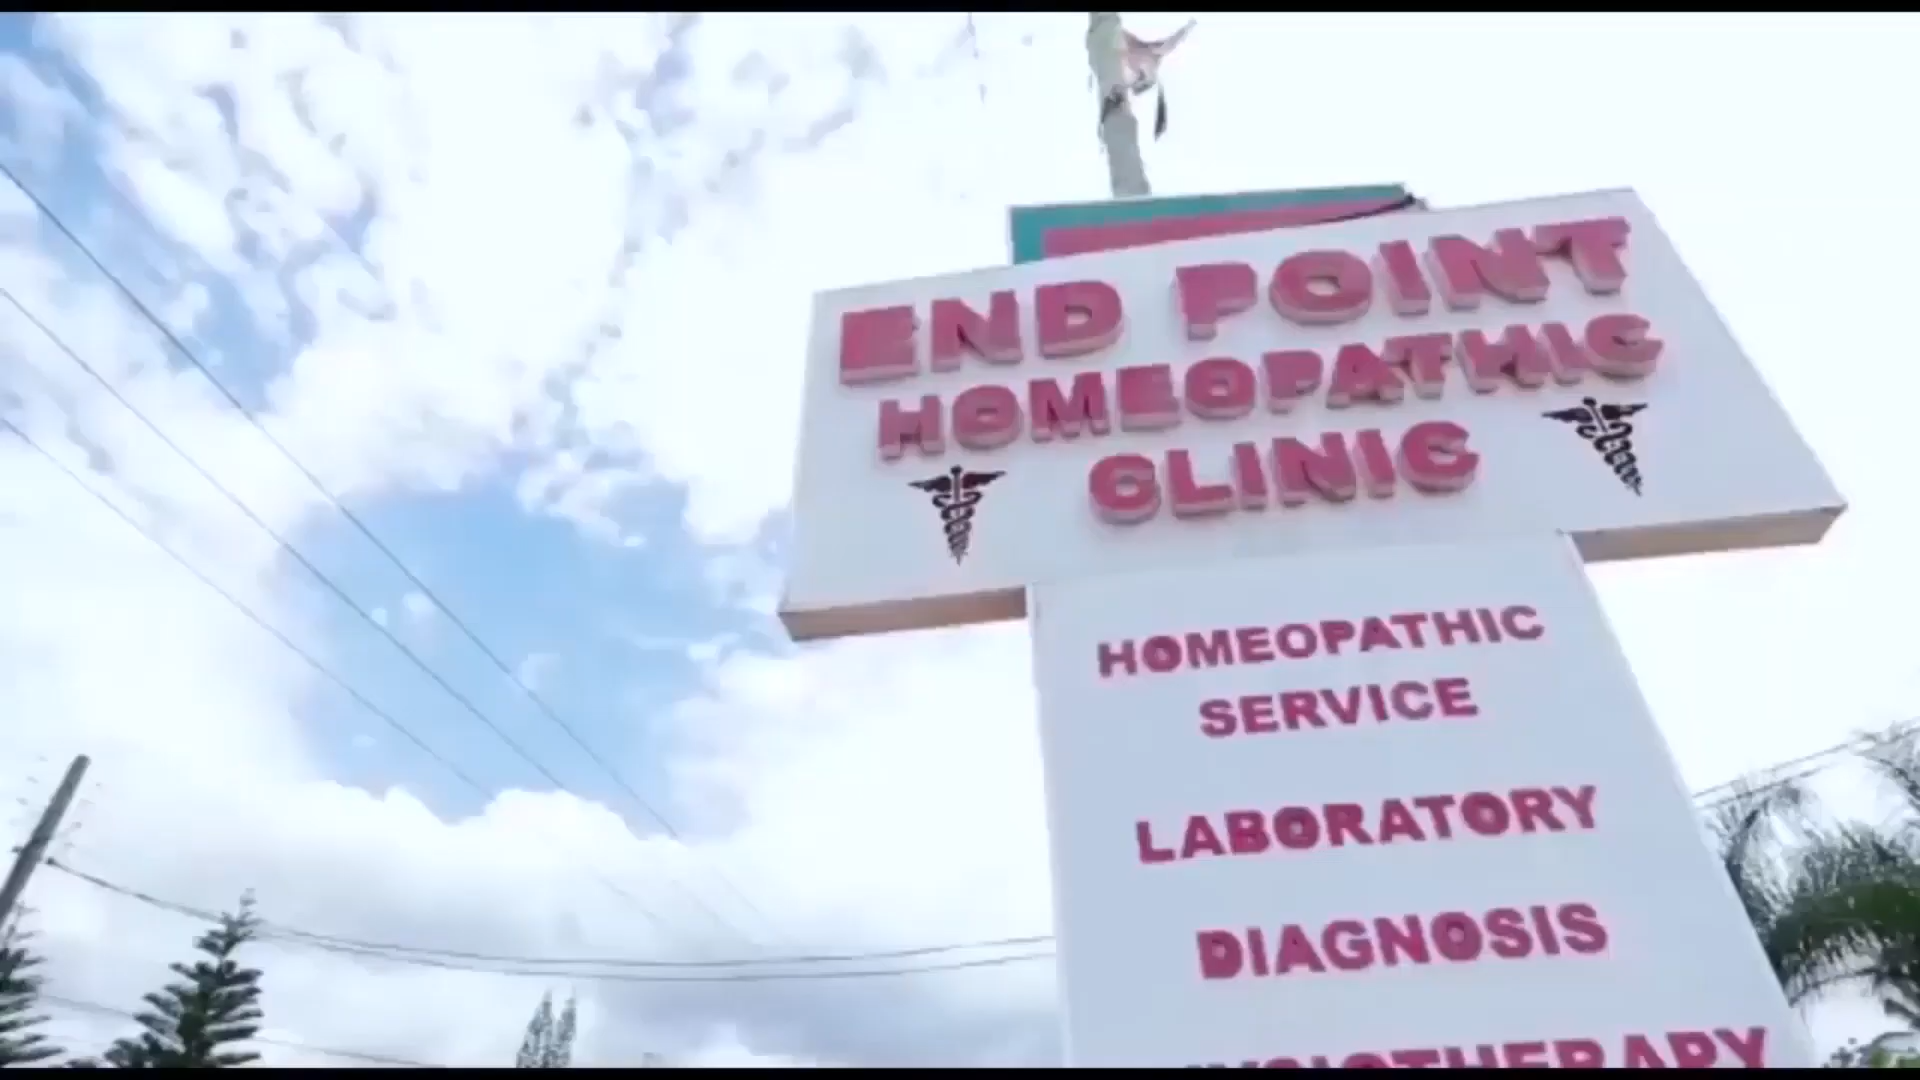 END POINT
HOMEOPATHIC
CLINIC
HOMEOPATHIC
SERVICE
LABORATORY
DIAGNOSIS